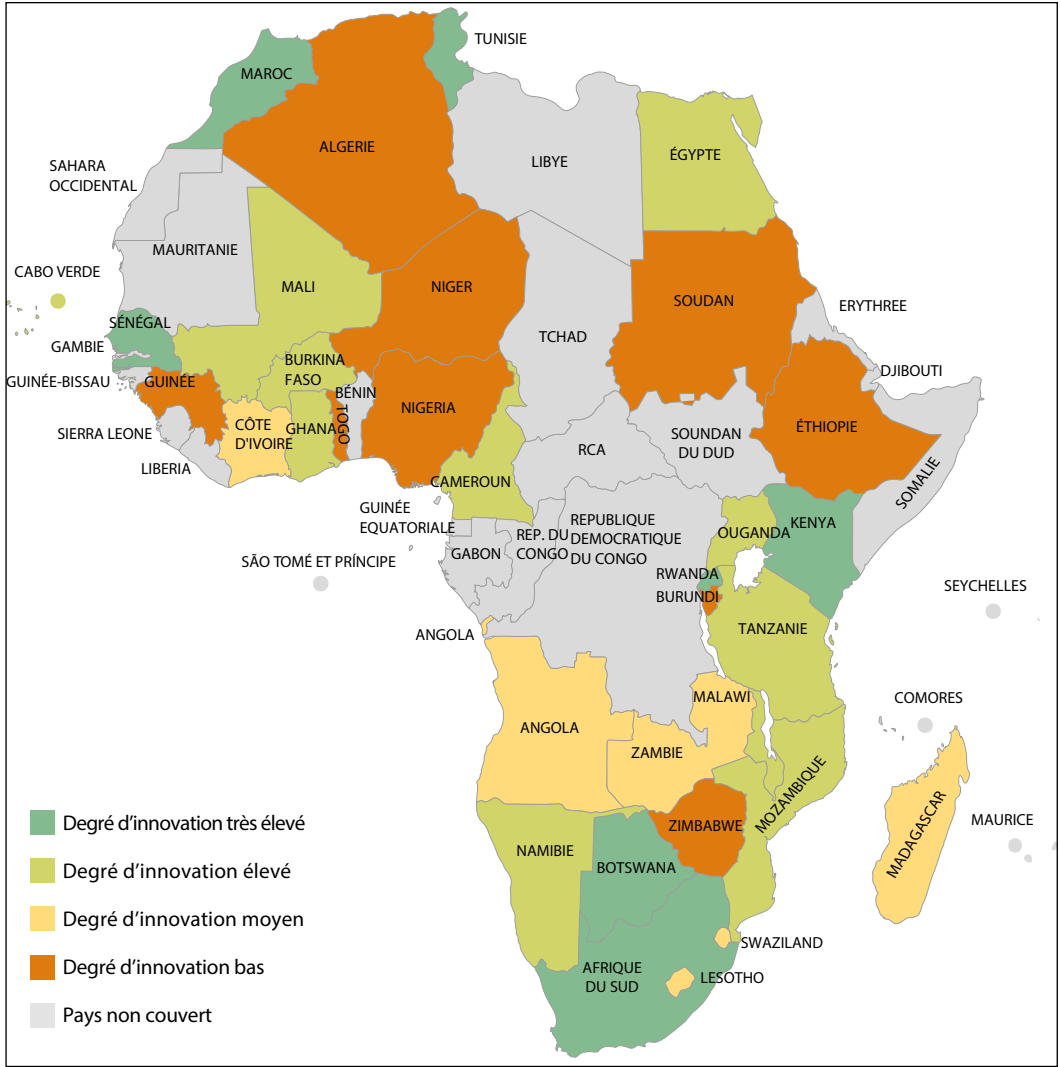 TUNISIE
MAROC
ALGERIE
LIBYE
ÉGYPTE
SAHARA
OCCIDENTAL
MAURITANIE
CABO VERDE
MALI
NIGER
SOUDAN
ERYTHREE
TCHAD
SÉNÉGAL
GAMBIE
GUINÉE-BISSAU
GUINÉE
BURKINA
FASO
BÉNIN
DJIBOUTI
NIGERIA
TOGO
CÔTE
D'IVOIRE
GHANA
SIERRA LEONE
LIBERIA
RCA
SOUNDAN
DU DUD
ÉTHIOPIE
SOMALIE
CAMEROUN
GUINÉE
EQUATORIALE
REP. DU
CONGO
REPUBLIQUE
DEMOCRATIQUE
DU CONGO
OUGANDA
KENYA
GABON
SÃO TOMÉ ET PRÍNCIPE
RWANDA
BURUNDI
SEYCHELLES
ANGOLA
TANZANIE
COMORES
MALAWI
ANGOLA
ZAMBIE
MOZAMBIQUE
MADAGASCAR
MAURICE
ZIMBABWE
NAMIBIE
BOTSWANA
SWAZILAND
LESOTHO
AFRIQUE
DU SUD
Degré d'innovation très élevé
Degré d'innovation élevé
Degré d'innovation moyen
Degré d'innovation bas
Pays non couvert